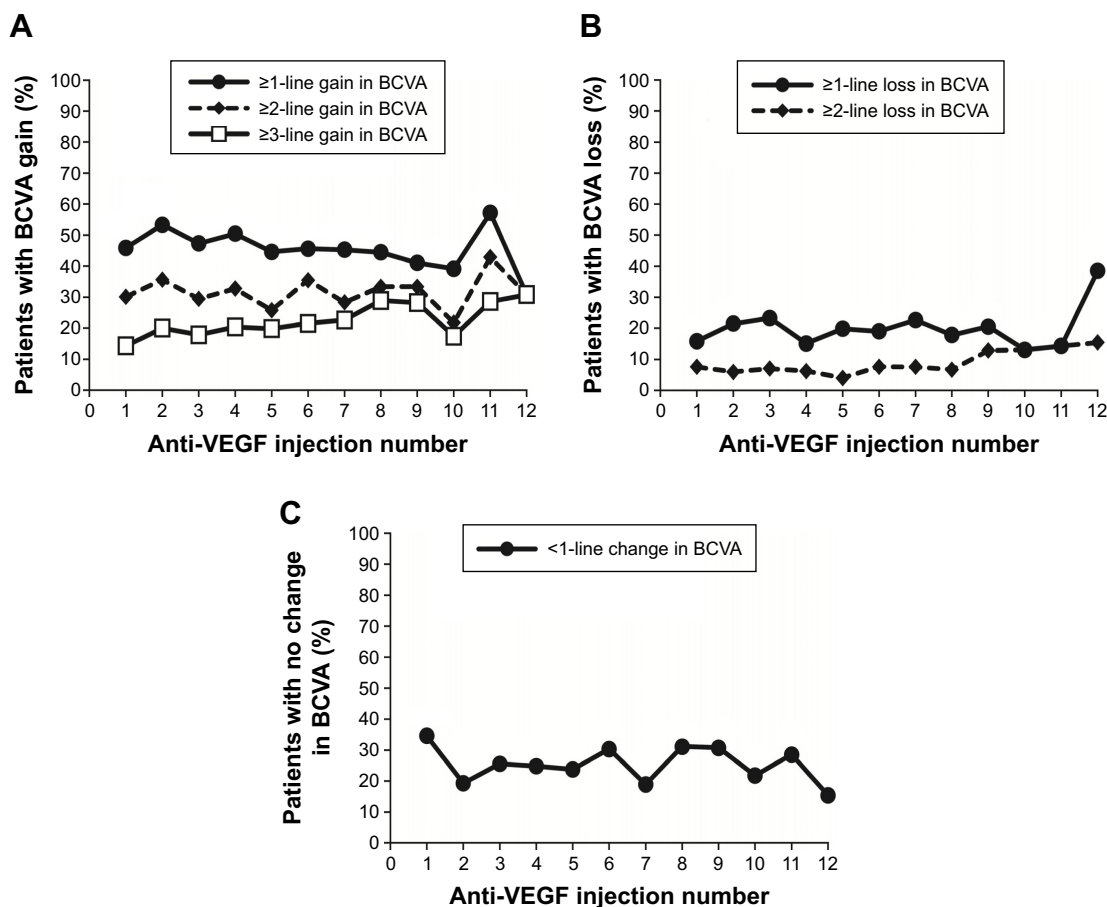 A
Patients with BCVA gain (%)
100
90
80
70
60
50
40
30
20
10
0
≥1-line gain in BCVA
≥2-line gain in BCVA
≥3-line gain in BCVA
0 1 2 3 4 5 6 7 8 9 10 11 12
Anti-VEGF injection number
B
Patients with BCVA loss (%)
100
90
80
70
60
50
40
30
20
10
0
≥1-line loss in BCVA
≥2-line loss in BCVA
0 1 2 3 4 5 6 7 8 9 10 11 12
Anti-VEGF injection number
C
Patients with no change
in BCVA (%)
100
90
80
70
60
50
40
30
20
10
0
<1-line change in BCVA
0 1 2 3 4 5 6 7 8 9 10 11 12
Anti-VEGF injection number